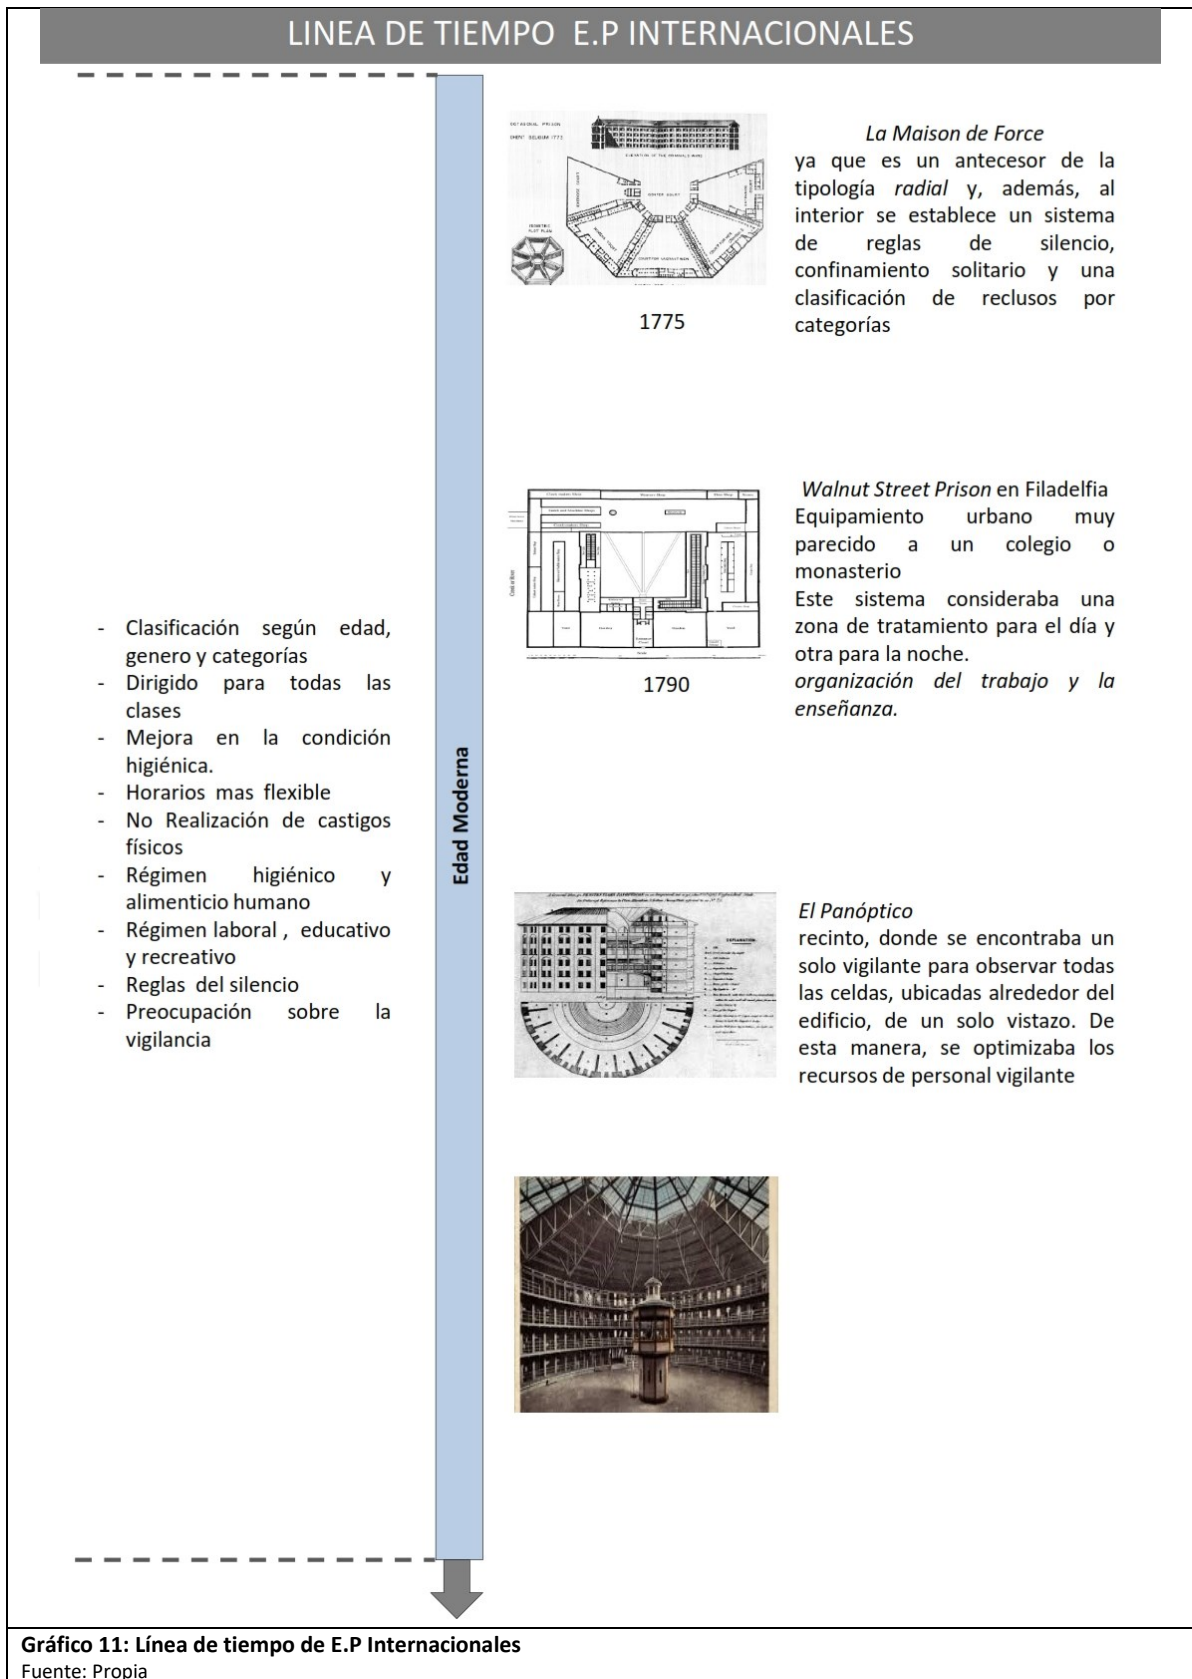 LINEA DE TIEMPO E.P INTERNACIONALES
La Maison de Force
ya que es un antecesor de la
tipología radial y, además, al
interior se establece un sistema
de reglas de silencio,
confinamiento solitario y una
clasificación de reclusos por
categorías
1775
Walnut Street Prison en Filadelfia
Equipamiento urbano muy
parecido a un colegio o
monasterio
Este sistema consideraba una
zona de tratamiento para el día y
otra para la noche.
organización del trabajo y la
enseñanza.
1790
- Clasificación según edad,
genero y categorías
- Dirigido para todas las
clases
- Mejora en la condición
higiénica.
- Horarios mas flexible
- No Realización de castigos
físicos
- Régimen higiénico y
alimenticio humano
- Régimen laboral , educativo
y recreativo
- Reglas del silencio
- Preocupación sobre la
vigilancia
Edad Moderna
El Panóptico
recinto, donde se encontraba un
solo vigilante para observar todas
las celdas, ubicadas alrededor del
edificio, de un solo vistazo. De
esta manera, se optimizaba los
recursos de personal vigilante
EXPLANATION
Gráfico 11: Línea de tiempo de E.P Internacionales
Fuente: Propia